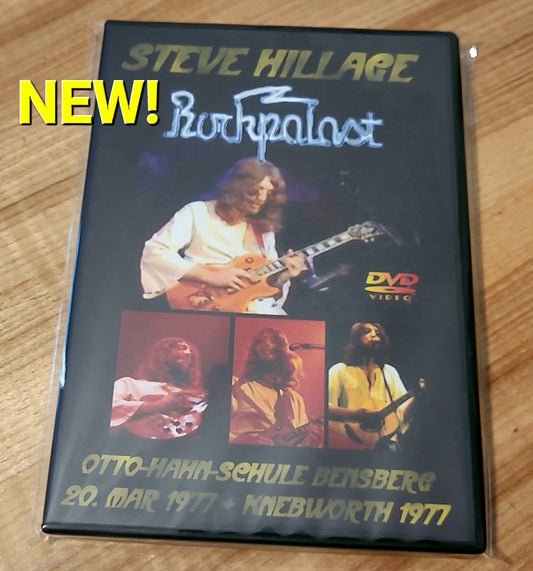 STEVE HILLAGE
NEW!
Rockpalast
DVD
VIDEO
OTTO-HAHN-SCHULE BENSBERG
20. MAR 1977 + KNEBWORTH 1977